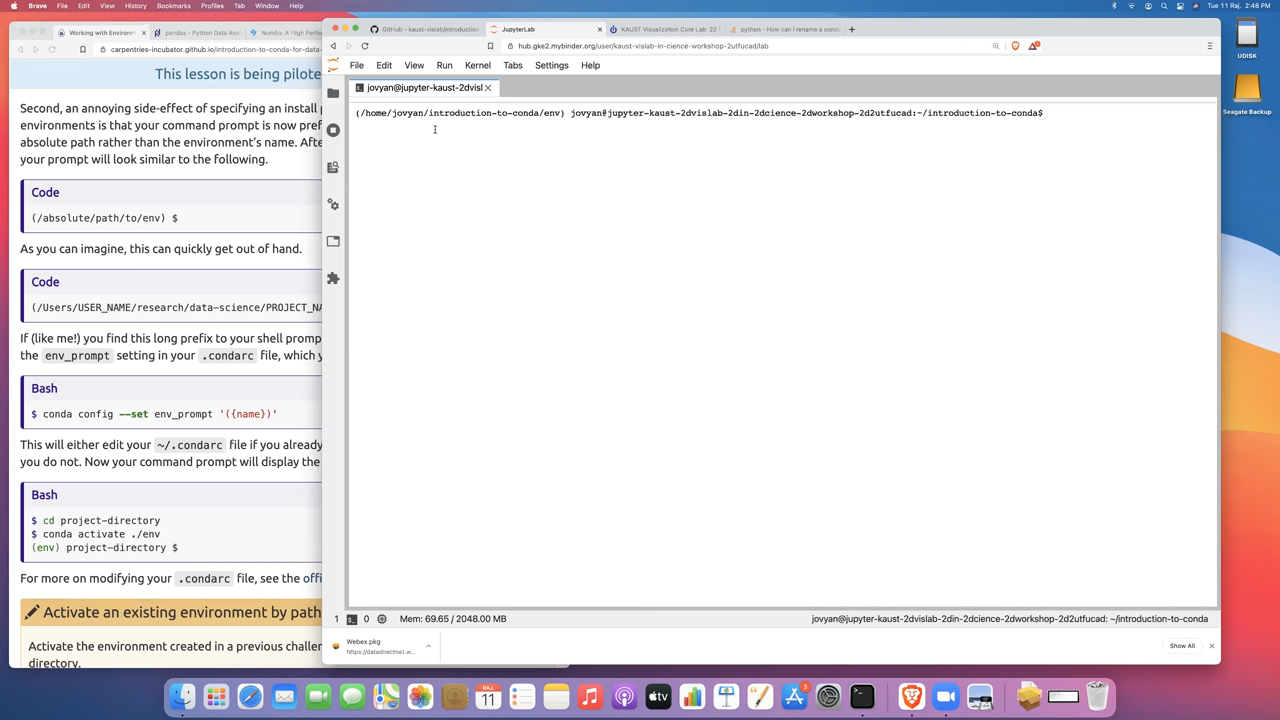 Brave File Edit View History Bookmarks Profiles Tab Window Help
Tue 11 Raj. 2:48 PM
Working with Environ
pandas - Python Data Ana
Numba: A High Perfo
carpentries-incubator.github.io/introduction-to-conda-for-data-
This lesson is being pilote
Second, an annoying side-effect of specifying an install p
environments is that your command prompt is now pref
absolute path rather than the environment's name. Afte
your prompt will look similar to the following.
Code
(/absolute/path/to/env) $
As you can imagine, this can quickly get out of hand.
Code
(/Users/USER_NAME/research/data-science/PROJECT_NA
If (like me!) you find this long prefix to your shell promp
the env_prompt setting in your .condarc file, which y
Bash
$ conda config --set env_prompt '({name})'
This will either edit your ~/.condarc file if you already
you do not. Now your command prompt will display the
Bash
$ cd project-directory
$ conda activate ./env
(env) project-directory $
For more on modifying your .condarc file, see the offi
Activate an existing environment by path
Activate the environment created in a previous challen
directory.
GitHub - kaust-vislab/introduction
JupyterLab
KAUST Visualization Core Lab: 23
python - How can I rename a conda
hub.gke2.mybinder.org/user/kaust-vislab-in-cience-workshop-2utfucad/lab
File Edit View Run Kernel Tabs Settings Help
jovyan@jupyter-kaust-2dvisl
(/home/jovyan/introduction-to-conda/env) jovyan@jupyter-kaust-2dvislab-2din-2dcience-2dworkshop-2d2utfucad:~/introduction-to-conda$
1 0 Mem: 69.65 / 2048.00 MB
jovyan@jupyter-kaust-2dvislab-2din-2dcience-2dworkshop-2d2utfucad: ~/introduction-to-conda
Webex.pkg
https://datadirectnet.w...
Show All
UDISK
Seagate Backup
RAJ.
11
3